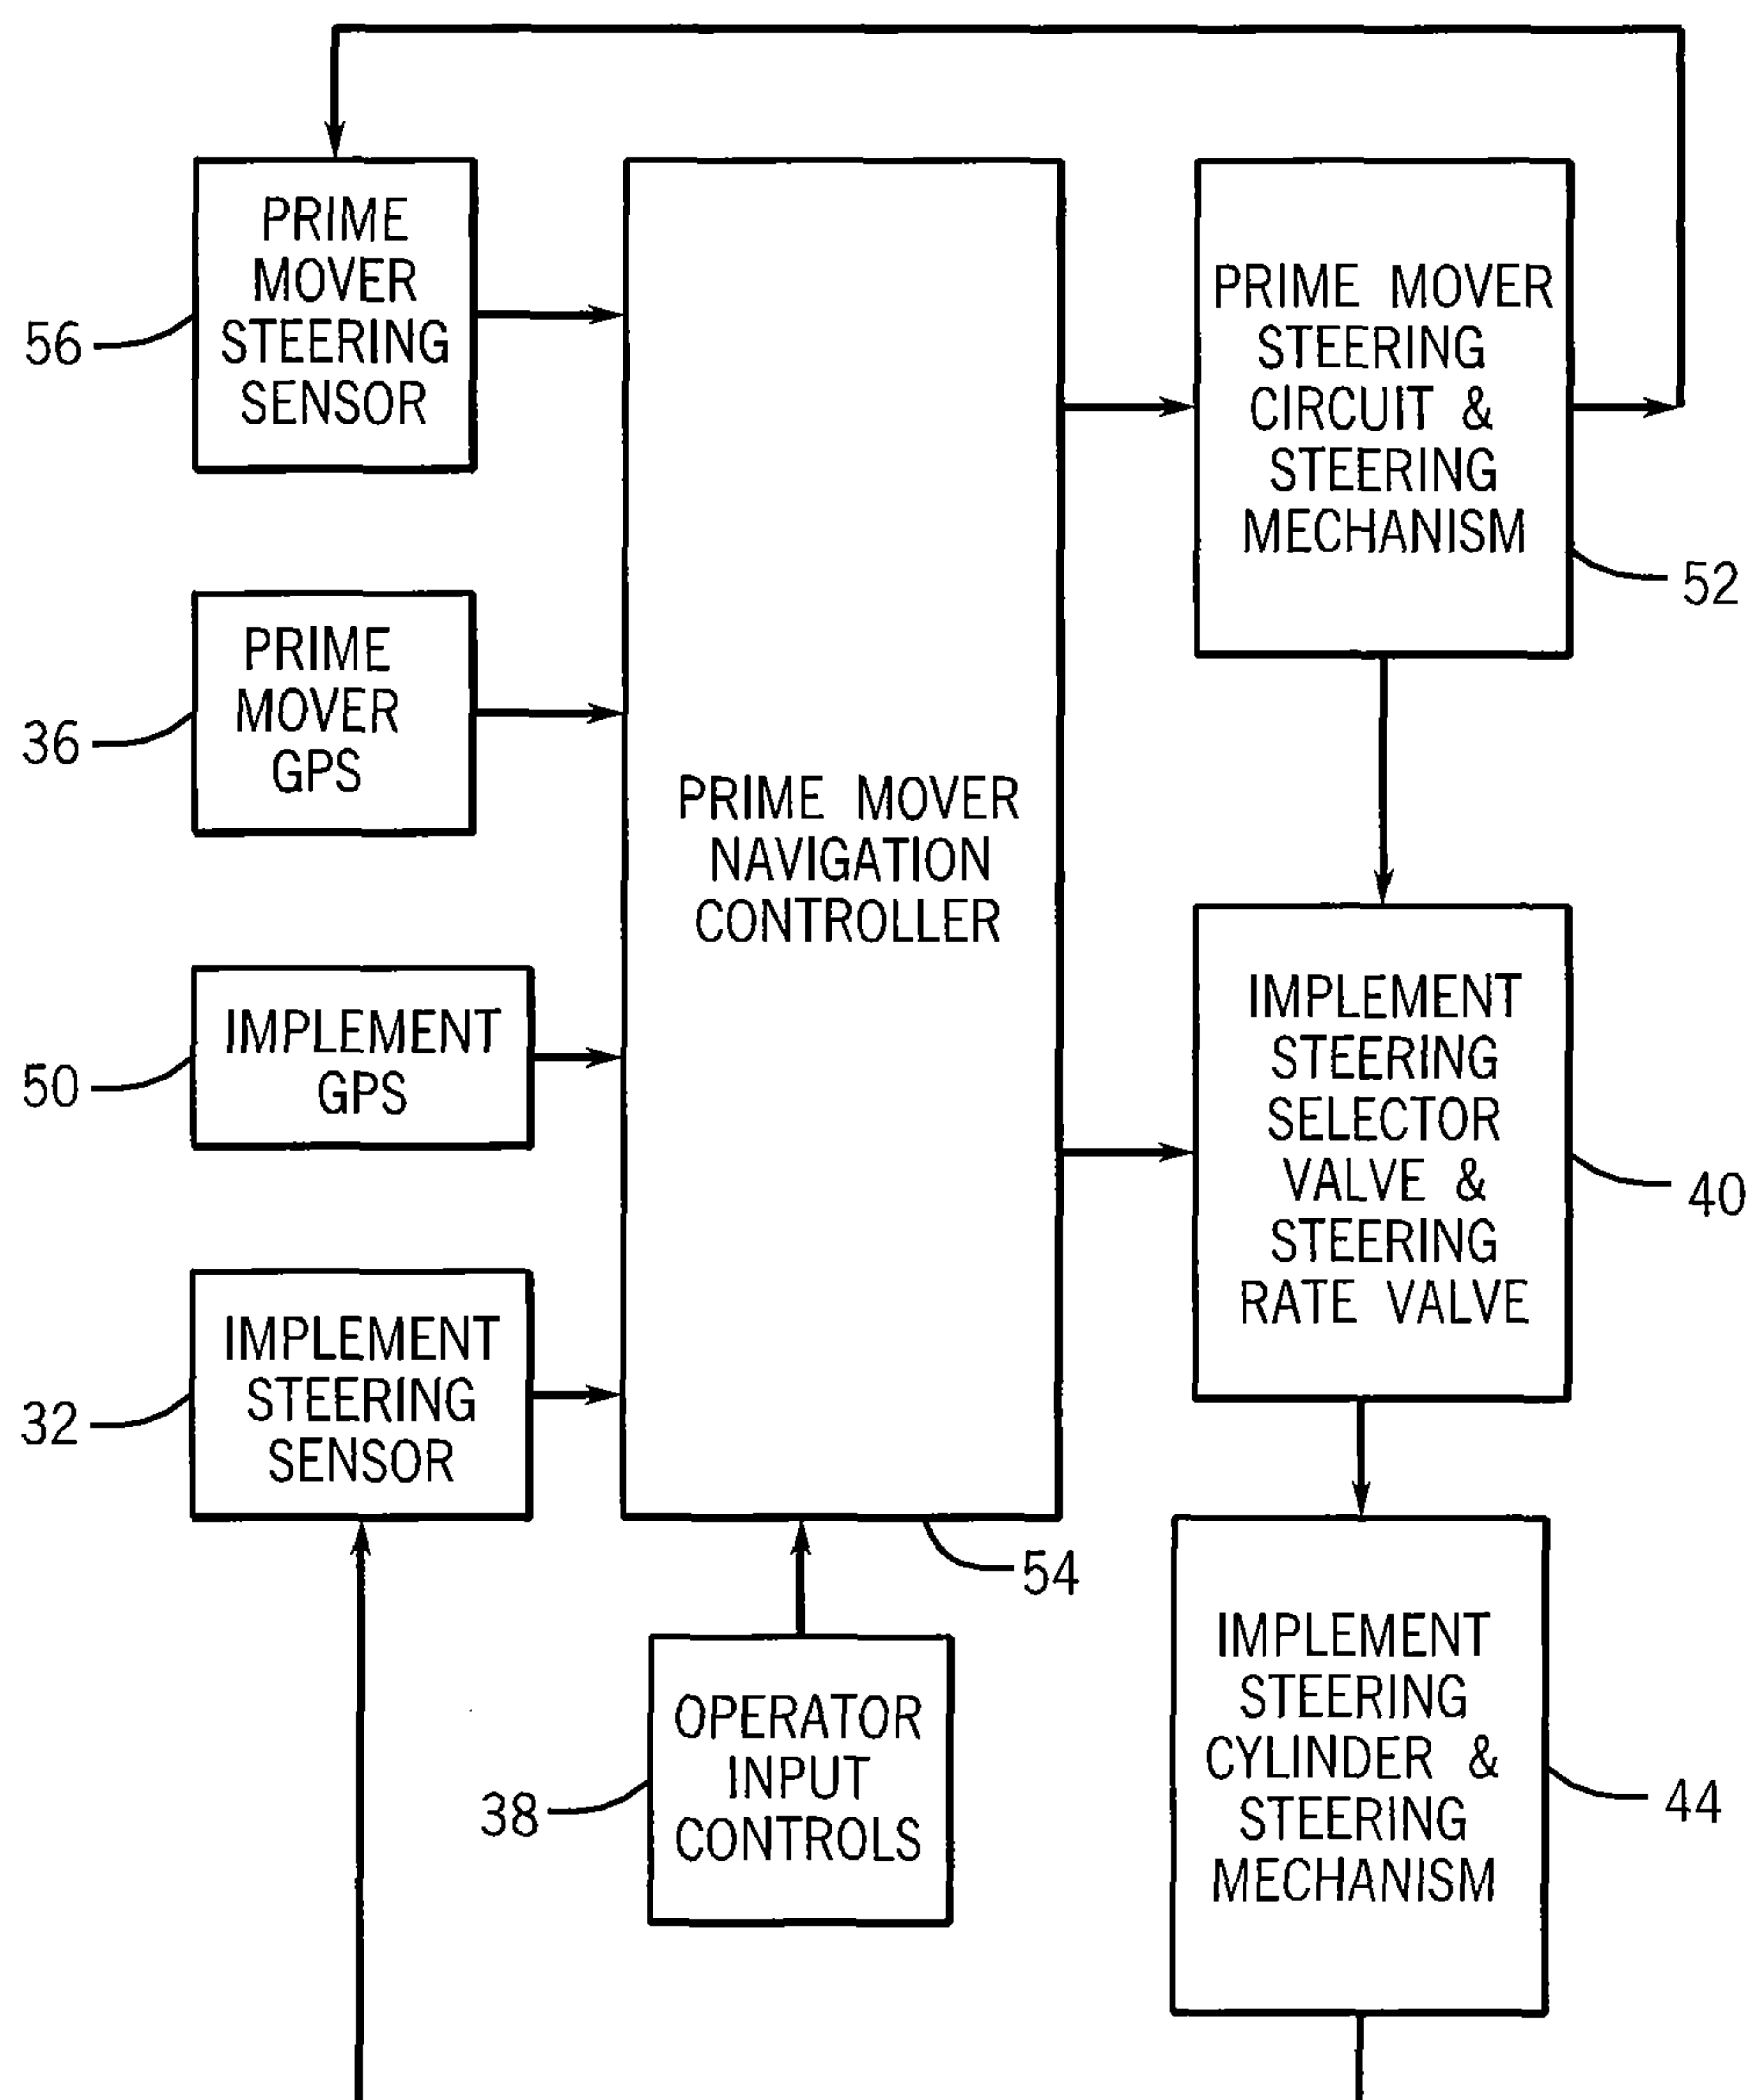 PRIME
MOVER
STEERING
SENSOR
56
PRIME
MOVER
GPS
36
IMPLEMENT
GPS
50
IMPLEMENT
STEERING
SENSOR
32
PRIME MOVER
NAVIGATION
CONTROLLER
54
OPERATOR
INPUT
CONTROLS
38
PRIME MOVER
STEERING
CIRCUIT &
STEERING
MECHANISM
52
IMPLEMENT
STEERING
SELECTOR
VALVE &
STEERING
RATE VALVE
40
IMPLEMENT
STEERING
CYLINDER &
STEERING
MECHANISM
44